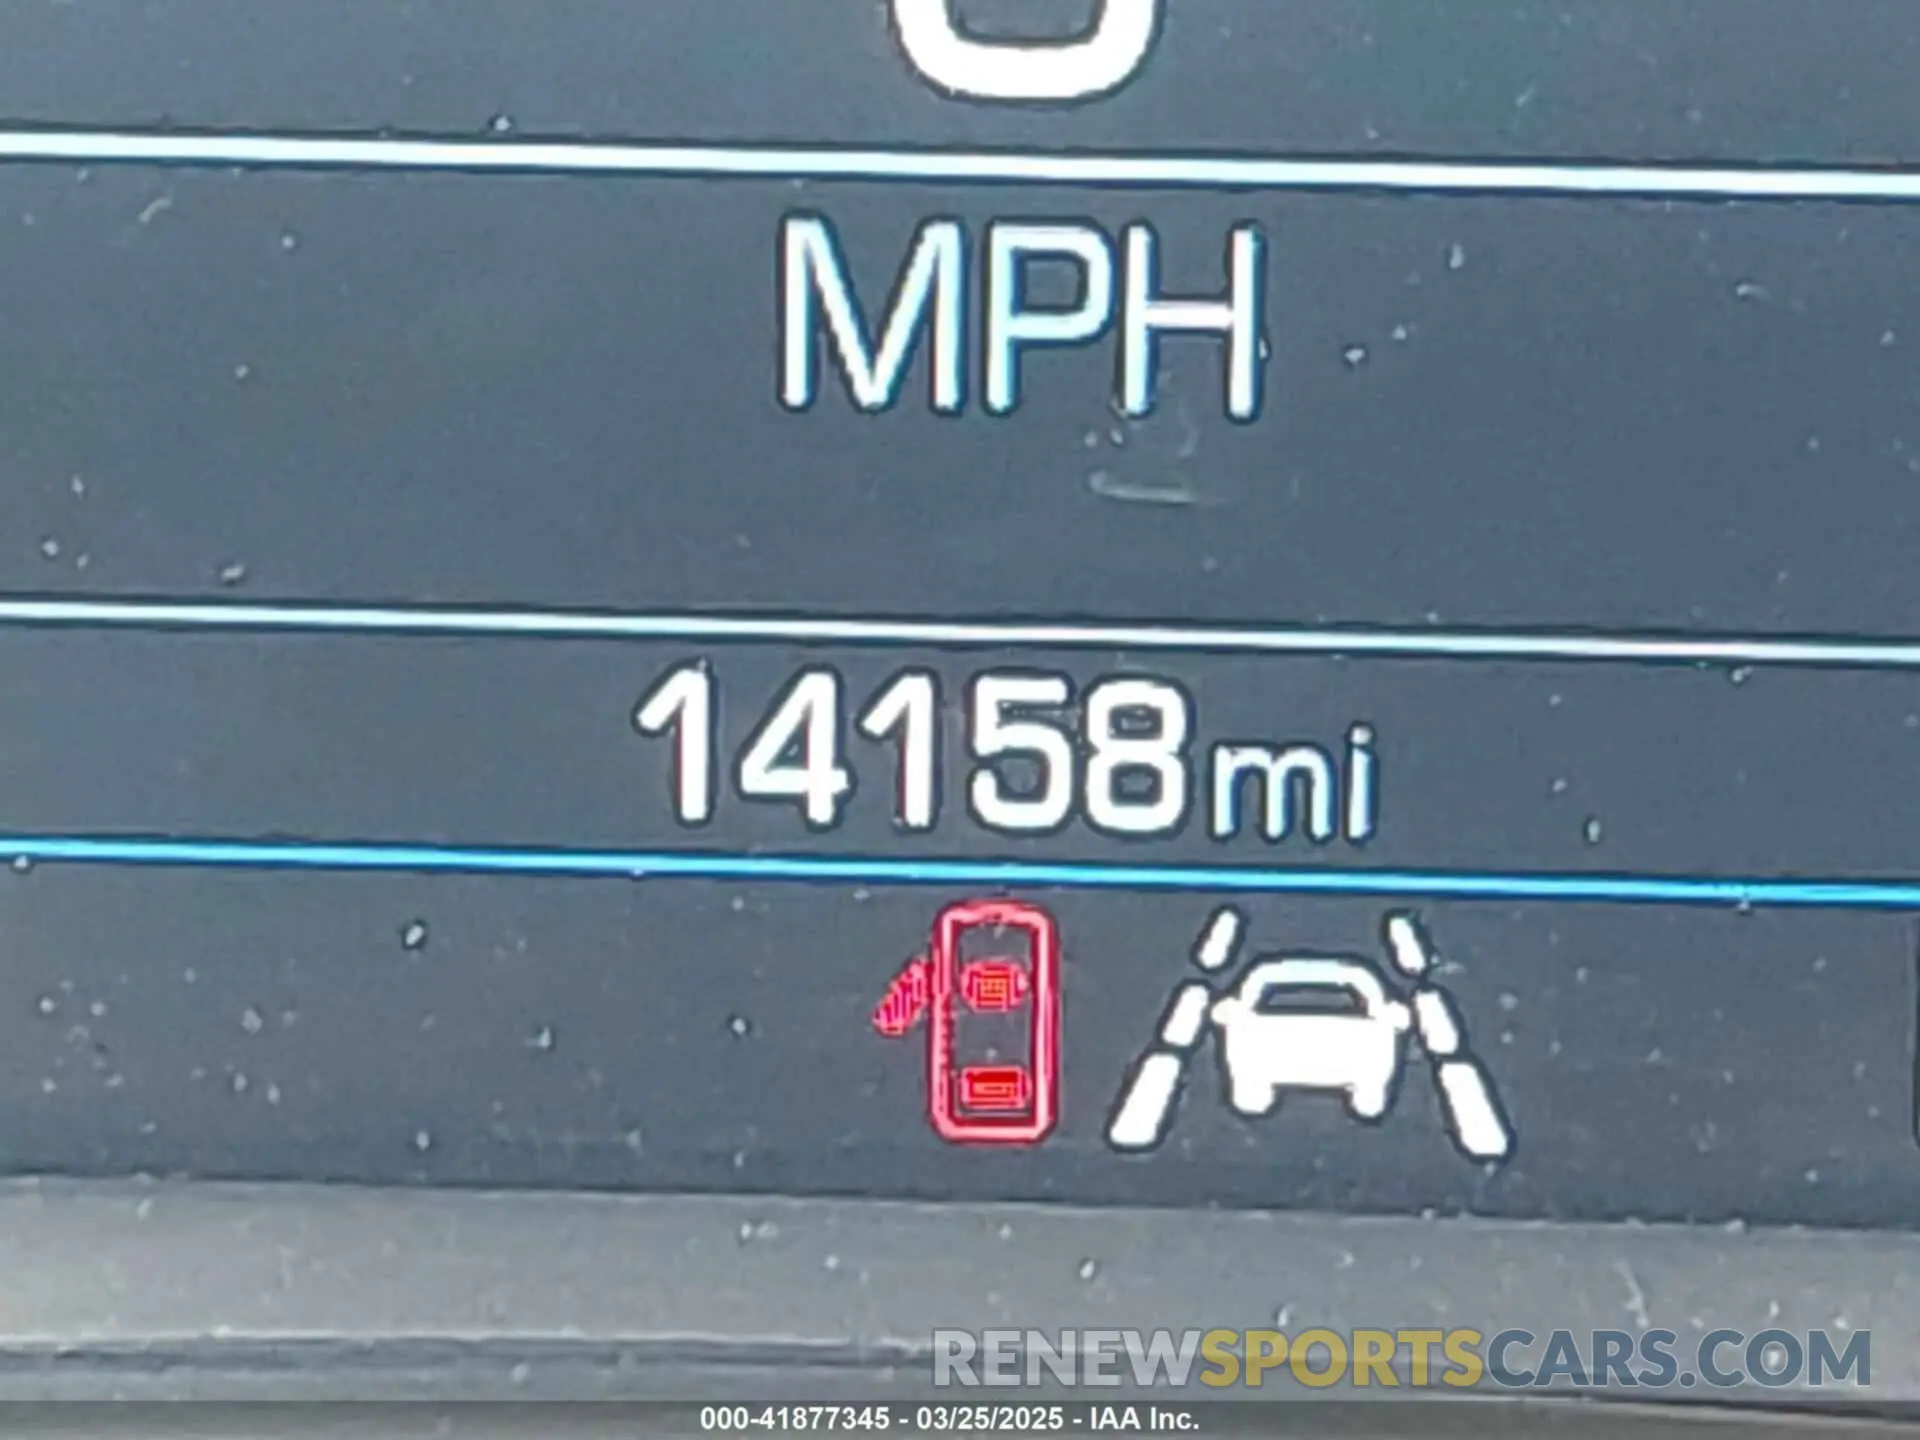 MPH
14158mi
RENEWSPORTSCARS.COM
000-41877345 - 03/25/2025 - IAA Inc.